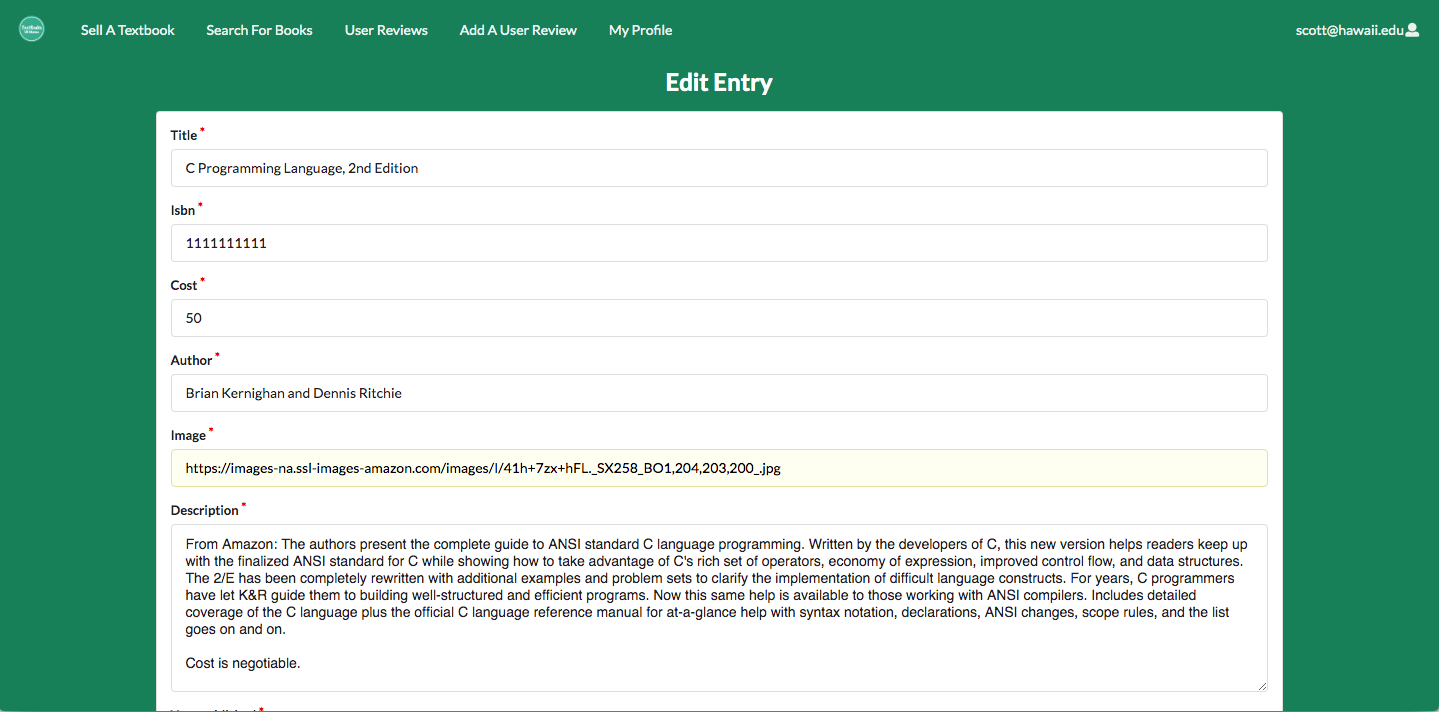 Sell A Textbook Search For Books User Reviews Add A User Review My Profile scott@hawaii.edu
Edit Entry
Title *
C Programming Language, 2nd Edition
Isbn *
1111111111
Cost *
50
Author *
Brian Kernighan and Dennis Ritchie
Image *
https://images-na.ssl-images-amazon.com/images/I/41h+7zx+hFL._SX258_BO1,204,203,200_.jpg
Description *
From Amazon: The authors present the complete guide to ANSI standard C language programming. Written by the developers of C, this new version helps readers keep up
with the finalized ANSI standard for C while showing how to take advantage of C's rich set of operators, economy of expression, improved control flow, and data structures.
The 2/E has been completely rewritten with additional examples and problem sets to clarify the implementation of difficult language constructs. For years, C programmers
have let K&R guide them to building well-structured and efficient programs. Now this same help is available to those working with ANSI compilers. Includes detailed
coverage of the C language plus the official C language reference manual for at-a-glance help with syntax notation, declarations, ANSI changes, scope rules, and the list
goes on and on.
Cost is negotiable.